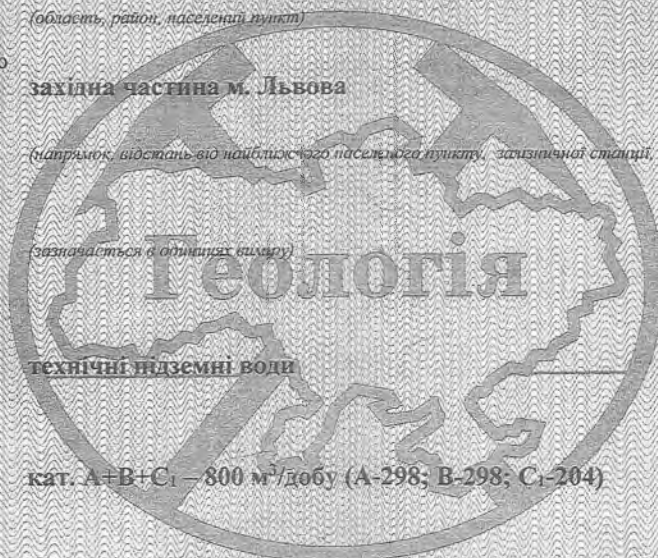 (область, район, населений пункт)
о
західна частина м. Львова
(напрямок, відстань від найближчого населеного пункту, залізничної станції,
(зазначається в одиницях виміру)
Геологія
технічні підземні води
кат. А+В+С₁ – 800 м³/добу (А-298; В-298; С₁-204)